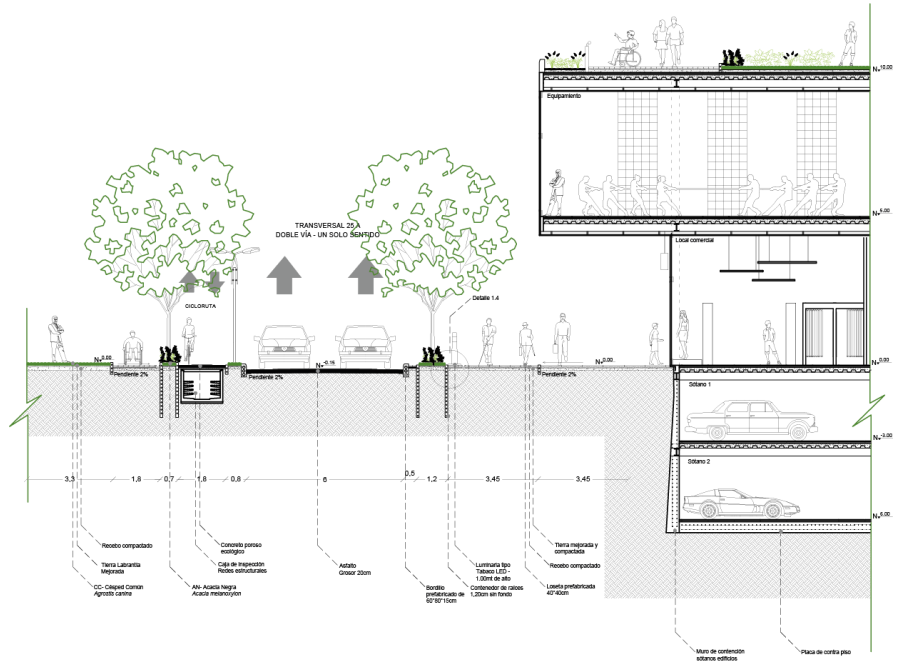 N+10.00
Equipamiento
N+5.00
TRANSVERSAL 25 A
DOBLE VÍA - UN SOLO SENTIDO
Local comercial
CICLORUTA
Detalle 1.4
N+0.00
N-0.15
N+0.00
N+0.00
Pendiente 2%
Pendiente 2%
Pendiente 2%
Sótano 1
N-3.00
Sótano 2
N-6.00
3,3
1,8
0,7
1,8
0,8
6
0,5
1,2
3,45
3,45
Recebo compactado
Tierra Labrantía
Mejorada
CC- Césped Común
Agrostis canina
Concreto poroso
ecológico
Caja de Inspección
Redes estructurales
AN- Acacia Negra
Acacia melanoxylon
Asfalto
Grosor 20cm
Bordillo
prefabricado de
60*80*15cm
Luminaria tipo
Tabaco LED -
1.00mt de alto
Contenedor de raíces
1,20cm sin fondo
Tierra mejorada y
compactada
Recebo compactado
Loseta prefabricada
40*40cm
Muro de contención
sótanos edificios
Placa de contra piso